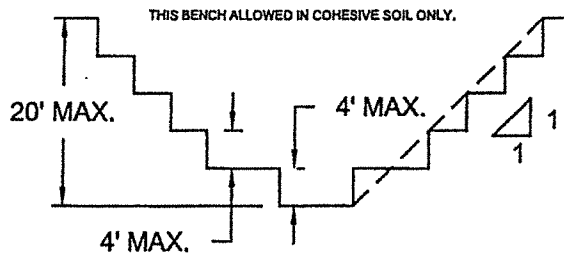 THIS BENCH ALLOWED IN COHESIVE SOIL ONLY.
20' MAX.
4' MAX.
1
1
4' MAX.